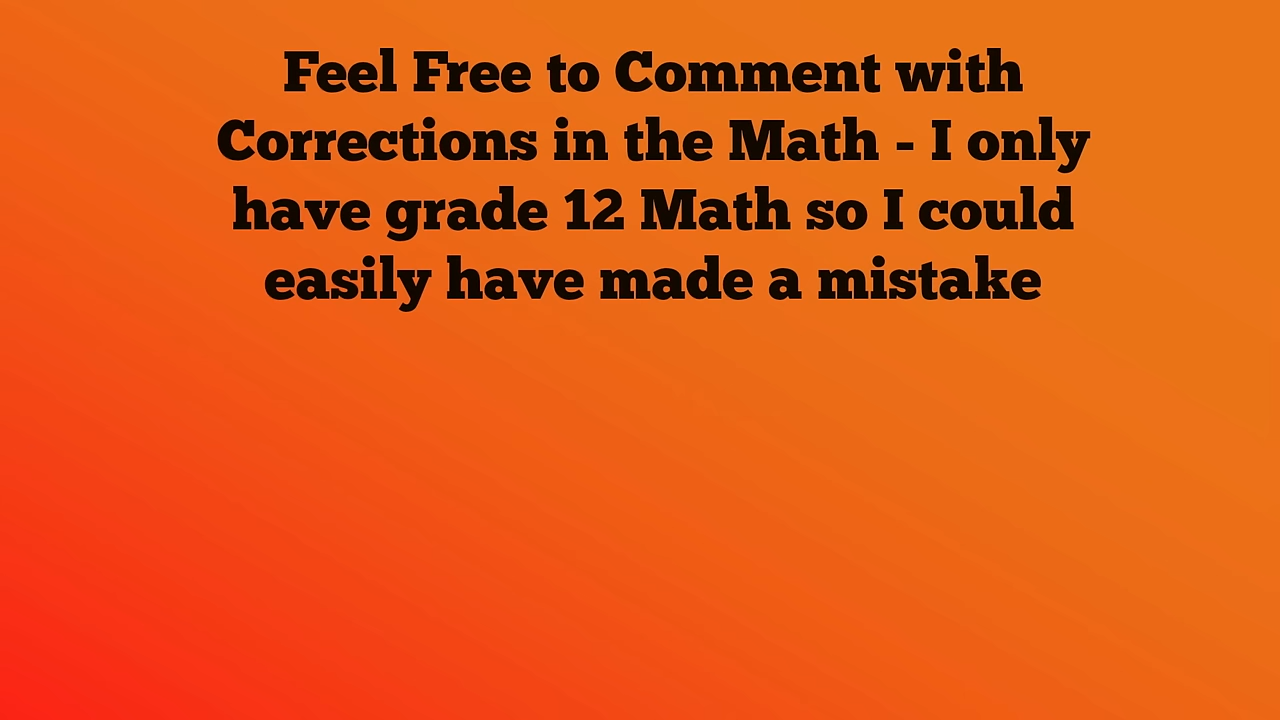 Feel Free to Comment with
Corrections in the Math - I only
have grade 12 Math so I could
easily have made a mistake